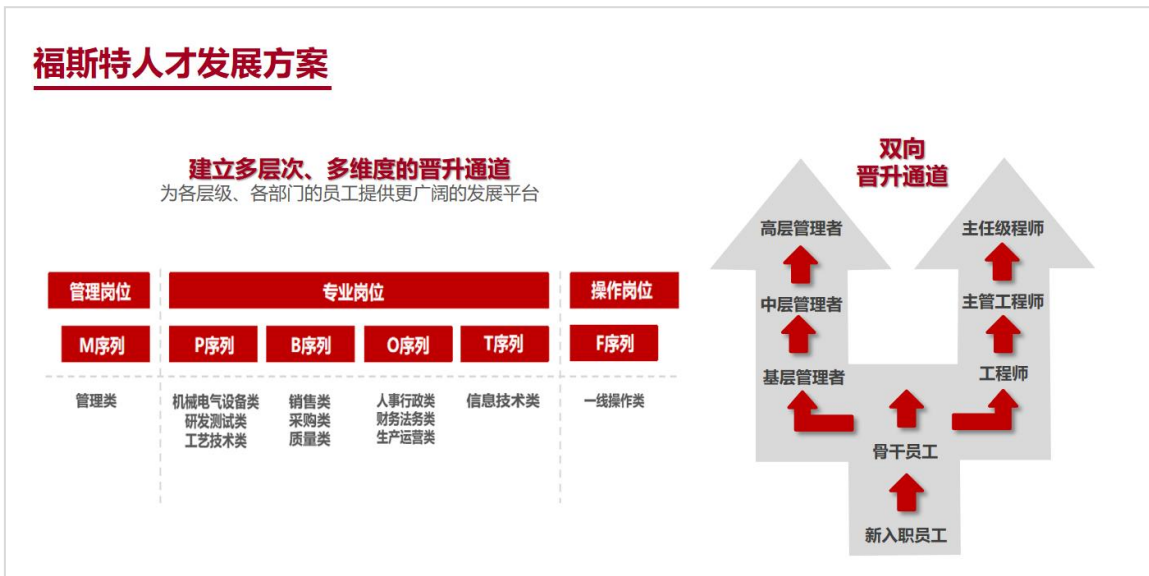 福斯特人才发展方案
建立多层次、多维度的晋升通道
为各层级、各部门的员工提供更广阔的发展平台
管理岗位
专业岗位
操作岗位
M序列
P序列
B序列
O序列
T序列
F序列
管理类
机械电气设备类
研发测试类
工艺技术类
销售类
采购类
质量类
人事行政类
财务法务类
生产运营类
信息技术类
一线操作类
双向
晋升通道
高层管理者
主任级程师
中层管理者
主管工程师
基层管理者
工程师
骨干员工
新入职员工